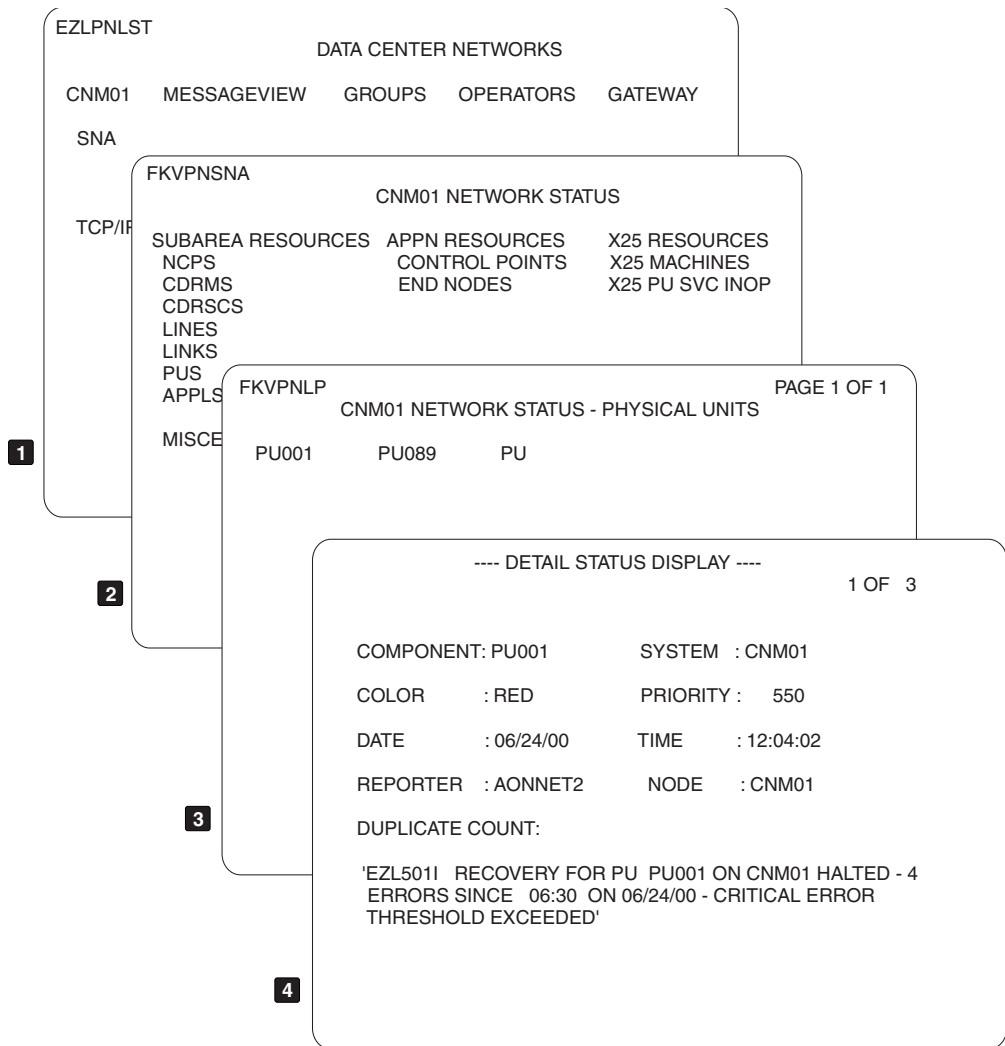 EZLPNLST
DATA CENTER NETWORKS
CNM01 MESSAGEVIEW GROUPS OPERATORS GATEWAY
SNA
TCP/IP
1
FKVPNSNA
CNM01 NETWORK STATUS
SUBAREA RESOURCES APPN RESOURCES X25 RESOURCES
NCPS CONTROL POINTS X25 MACHINES
CDRMS END NODES X25 PU SVC INOP
CDRSCS
LINES
LINKS
PUS
APPLS
MISCE
2
FKVPNLP PAGE 1 OF 1
CNM01 NETWORK STATUS - PHYSICAL UNITS
PU001 PU089 PU
3
---- DETAIL STATUS DISPLAY ----
1 OF 3
COMPONENT: PU001 SYSTEM : CNM01
COLOR : RED PRIORITY : 550
DATE : 06/24/00 TIME : 12:04:02
REPORTER : AONNET2 NODE : CNM01
DUPLICATE COUNT:
'EZL501I RECOVERY FOR PU PU001 ON CNM01 HALTED - 4
ERRORS SINCE 06:30 ON 06/24/00 - CRITICAL ERROR
THRESHOLD EXCEEDED'
4